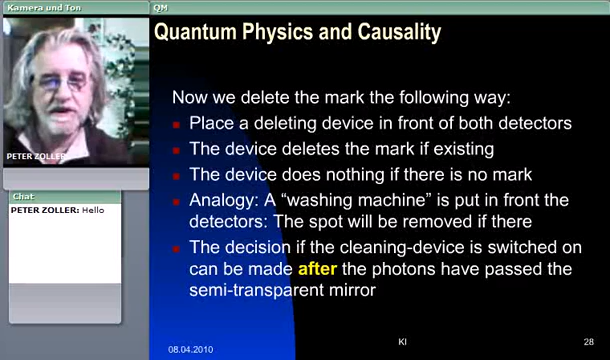 Kamera und Ton
QM
Quantum Physics and Causality
Now we delete the mark the following way:
Place a deleting device in front of both detectors
The device deletes the mark if existing
The device does nothing if there is no mark
Analogy: A “washing machine” is put in front the
detectors: The spot will be removed if there
The decision if the cleaning-device is switched on
can be made after the photons have passed the
semi-transparent mirror
PETER ZOLLER
Chat
PETER ZOLLER: Hello
08.04.2010
KI
28